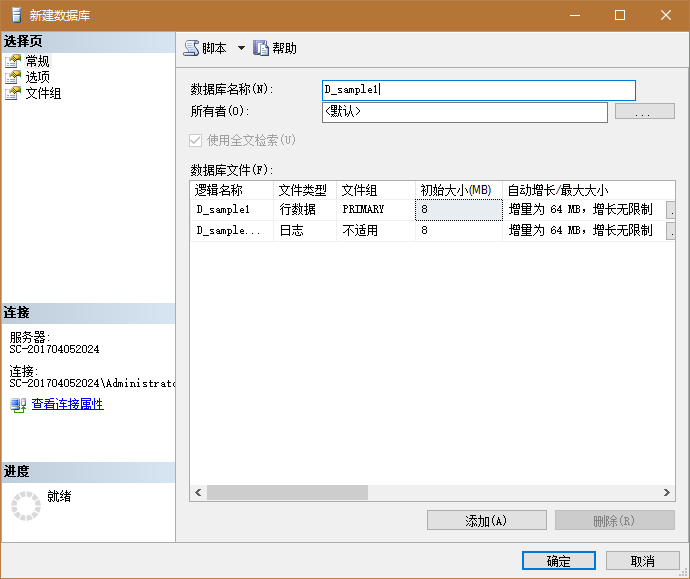 新建数据库
选择页
常规
选项
文件组
脚本 帮助
数据库名称(N): D_sample1
所有者(O): <默认> ...
使用全文检索(U)
数据库文件(F):
逻辑名称 文件类型 文件组 初始大小(MB) 自动增长/最大大小
D_sample1 行数据 PRIMARY 8 增量为 64 MB，增长无限制
D_sample... 日志 不适用 8 增量为 64 MB，增长无限制
连接
服务器:
SC-201704052024
连接:
SC-201704052024\Administrato
查看连接属性
进度
就绪
添加(A) 删除(R)
确定 取消